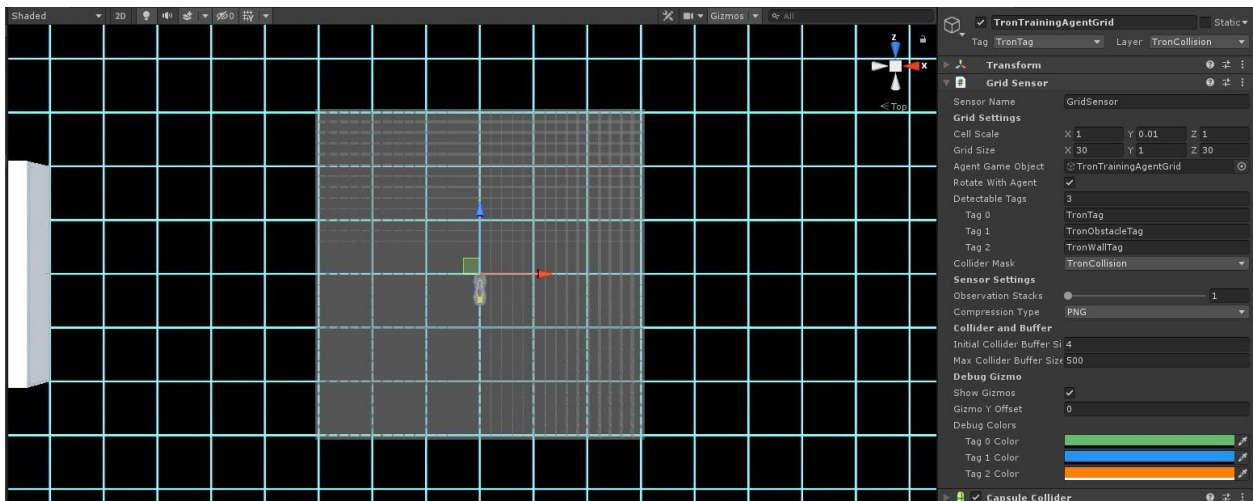 Shaded 2D 0 Gizmos All
z
x
Top
TronTrainingAgentGrid Static
Tag TronTag Layer TronCollision
Transform
Grid Sensor
Sensor Name GridSensor
Grid Settings
Cell Scale X 1 Y 0.01 Z 1
Grid Size X 30 Y 1 Z 30
Agent Game Object TronTrainingAgentGrid
Rotate With Agent
Detectable Tags 3
Tag 0 TronTag
Tag 1 TronObstacleTag
Tag 2 TronWallTag
Collider Mask TronCollision
Sensor Settings
Observation Stacks 1
Compression Type PNG
Collider and Buffer
Initial Collider Buffer Si 4
Max Collider Buffer Size 500
Debug Gizmo
Show Gizmos
Gizmo Y Offset 0
Debug Colors
Tag 0 Color
Tag 1 Color
Tag 2 Color
Capsule Collider